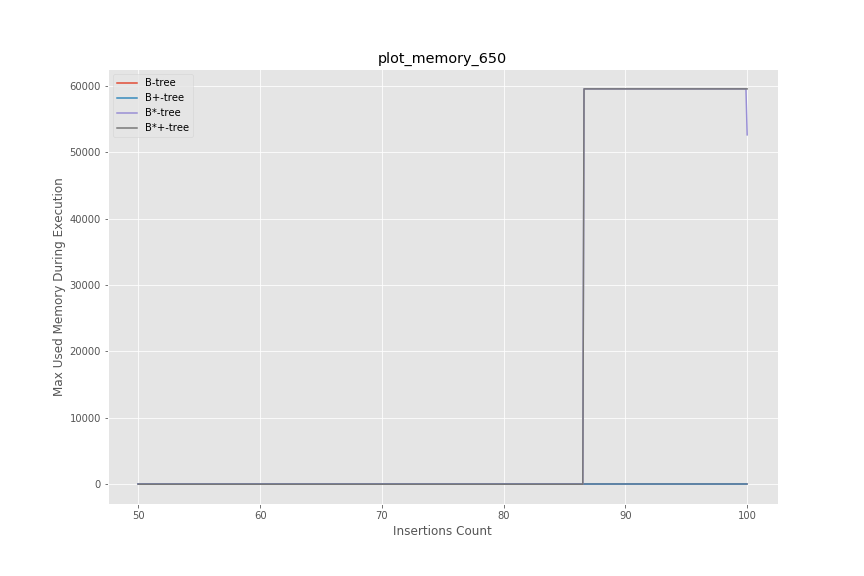 plot_memory_650
B-tree
B+-tree
B*-tree
B*+-tree
60000
50000
40000
30000
20000
10000
0
Max Used Memory During Execution
50 60 70 80 90 100
Insertions Count